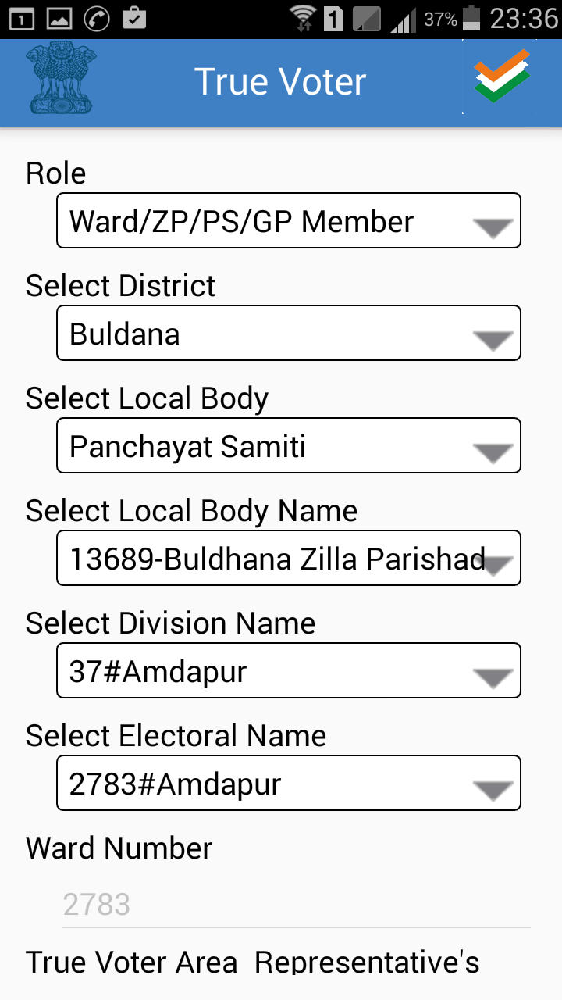 1 1 37% 23:36
True Voter
Role
Ward/ZP/PS/GP Member
Select District
Buldana
Select Local Body
Panchayat Samiti
Select Local Body Name
13689-Buldhana Zilla Parishad
Select Division Name
37#Amdapur
Select Electoral Name
2783#Amdapur
Ward Number
2783
True Voter Area  Representative's